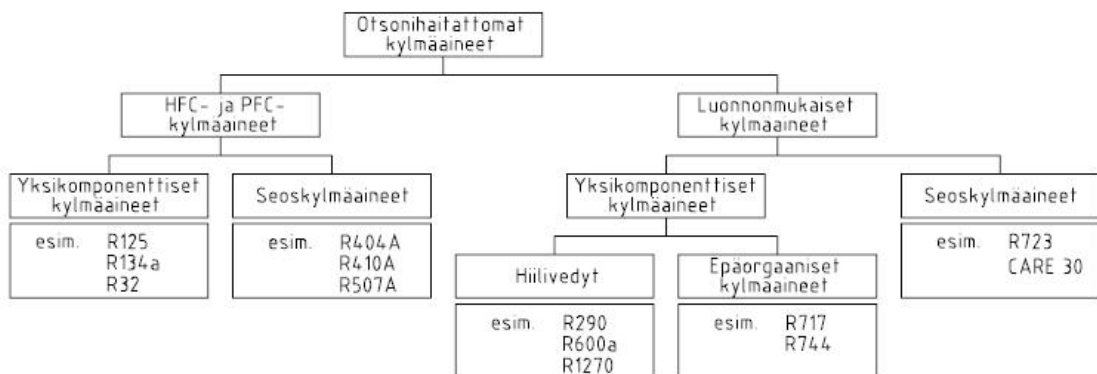 Otsonihaitattomat
kylmäaineet
HFC- ja PFC-
kylmäaineet
Luonnonmukaiset
kylmäaineet
Yksikomponenttiset
kylmäaineet
Seoskylmäaineet
Yksikomponenttiset
kylmäaineet
Seoskylmäaineet
esim. R125
R134a
R32
esim. R404A
R410A
R507A
esim. R723
CARE 30
Hiilivedyt
Epäorgaaniset
kylmäaineet
esim. R290
R600a
R1270
esim. R717
R744